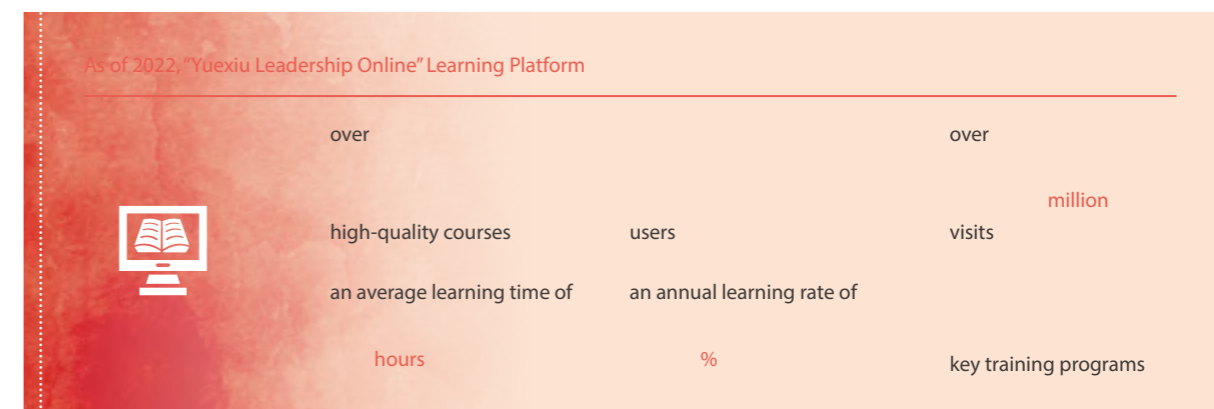 As of 2022, “Yuexiu Leadership Online” Learning Platform
over
high-quality courses
users
over
million
visits
an average learning time of
hours
an annual learning rate of
%
key training programs